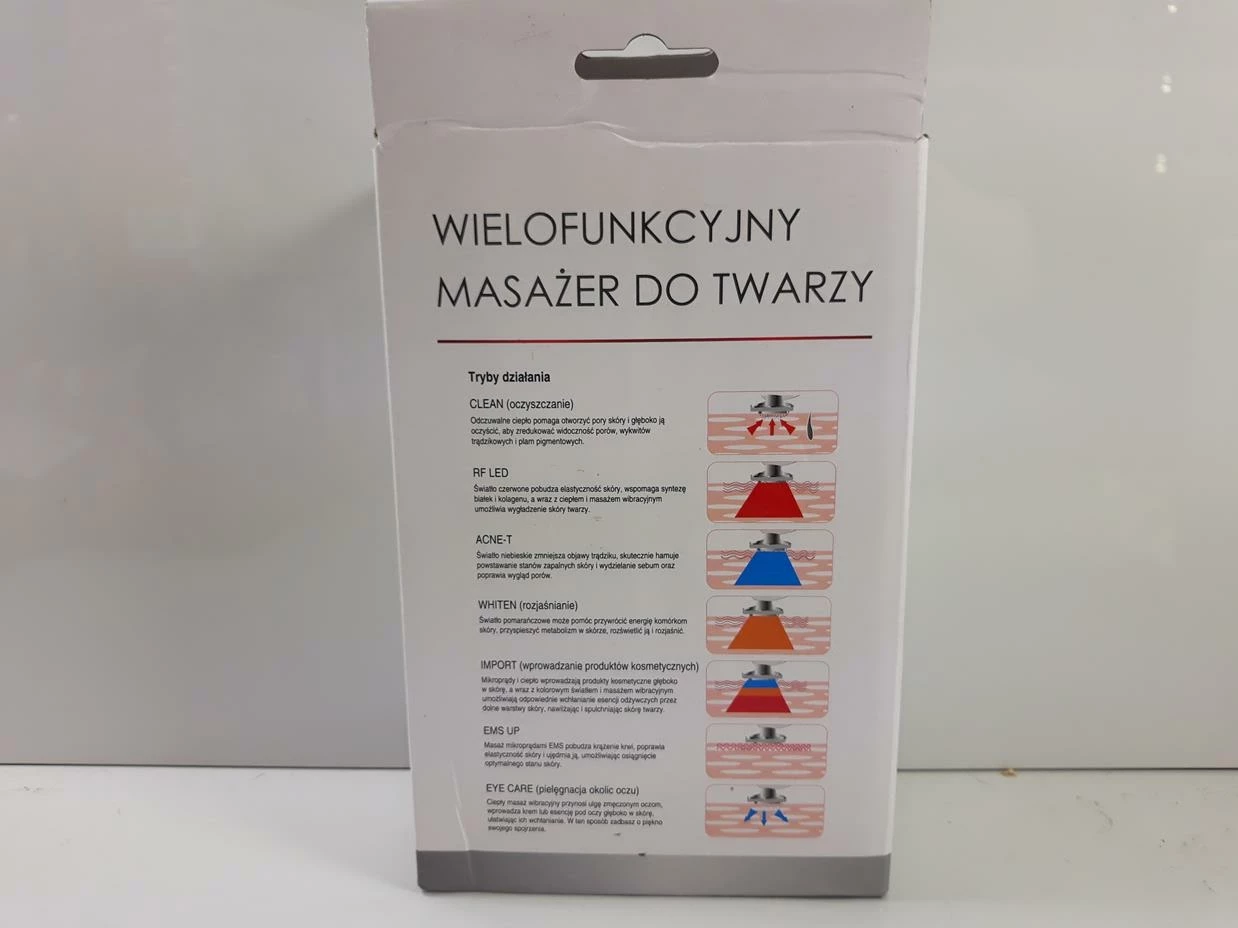 WIELOFUNKCYJNY
MASAŻER DO TWARZY
Tryby działania
CLEAN (oczyszczanie)
Odczuwalne ciepło pomaga otworzyć pory skóry i głęboko ją
oczyścić, aby zredukować widoczność porów, wykwitów
trądzikowych i plam pigmentowych.
RF LED
Światło czerwone pobudza elastyczność skóry, wspomaga syntezę
białek i kolagenu, a wraz z ciepłem i masażem wibracyjnym
umożliwia wygładzenie skóry twarzy.
ACNE-T
Światło niebieskie zmniejsza objawy trądziku, skutecznie hamuje
powstawanie stanów zapalnych skóry i wydzielanie sebum oraz
poprawia wygląd porów.
WHITEN (rozjaśnianie)
Światło pomarańczowe może pomóc przywrócić energię komórkom
skóry, przyspieszyć metabolizm w skórze, rozświetlić ją i rozjaśnić.
IMPORT (wprowadzanie produktów kosmetycznych)
Mikroprądy i ciepło wprowadzają produkty kosmetyczne głęboko
w skórę, a wraz z kolorowym światłem i masażem wibracyjnym
umożliwiają odpowiednie wchłanianie esencji odżywczych przez
dolne warstwy skóry, nawilżając i spulchniając skórę twarzy.
EMS UP
Masaż mikroprądami EMS pobudza krążenie krwi, poprawia
elastyczność skóry i ujędrnia ją, umożliwiając osiągnięcie
optymalnego stanu skóry.
EYE CARE (pielęgnacja okolic oczu)
Ciepły masaż wibracyjny przynosi ulgę zmęczonym oczom,
wprowadza krem lub esencję pod oczy głęboko w skórę,
ułatwiając ich wchłanianie. W ten sposób zadbasz o piękno
swojego spojrzenia.